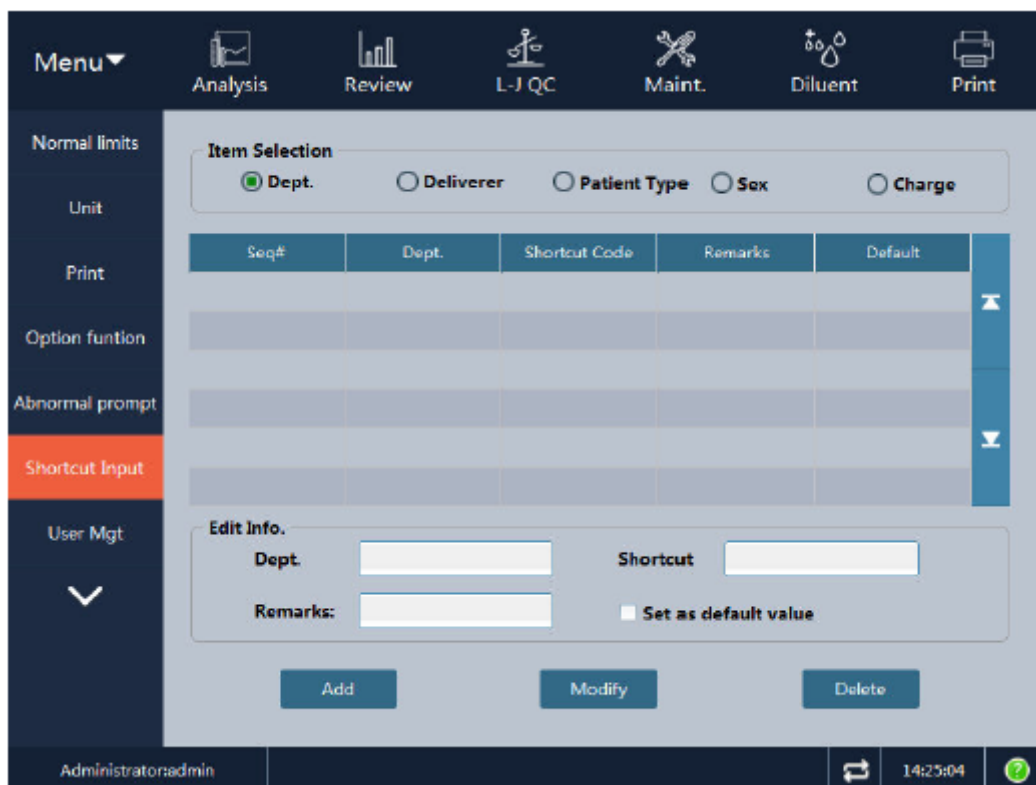 Menu
Analysis
Review
L-J QC
Maint.
Diluent
Print
Normal limits
Unit
Print
Option funtion
Abnormal prompt
Shortcut Input
User Mgt
Item Selection
Dept. Deliverer Patient Type Sex Charge
Seq# Dept. Shortcut Code Remarks Default
Edit Info.
Dept. Shortcut
Remarks: Set as default value
Add Modify Delete
Administrator:admin 14:25:04